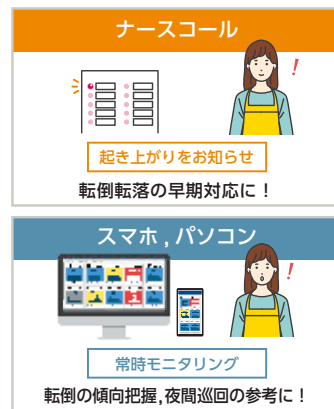 ナースコール
!
起き上がりをお知らせ
転倒転落の早期対応に！
スマホ , パソコン
!
常時モニタリング
転倒の傾向把握,夜間巡回の参考に！